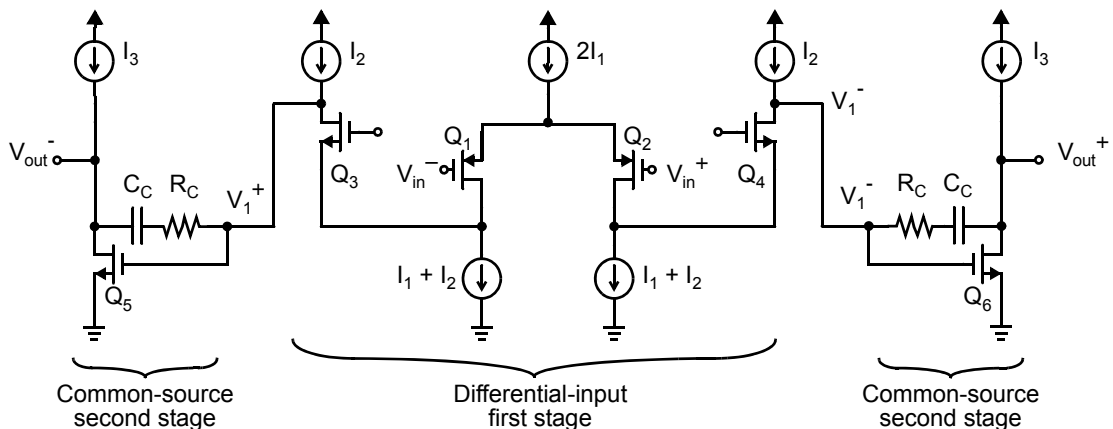 I3
I2
2I1
I2
I3
V1-
Vout-
Q1
Q2
Vout+
CC
RC
V1+
Q3
Vin-
Vin+
Q4
V1-
RC
CC
Q5
I1 + I2
I1 + I2
Q6
Common-source
second stage
Differential-input
first stage
Common-source
second stage